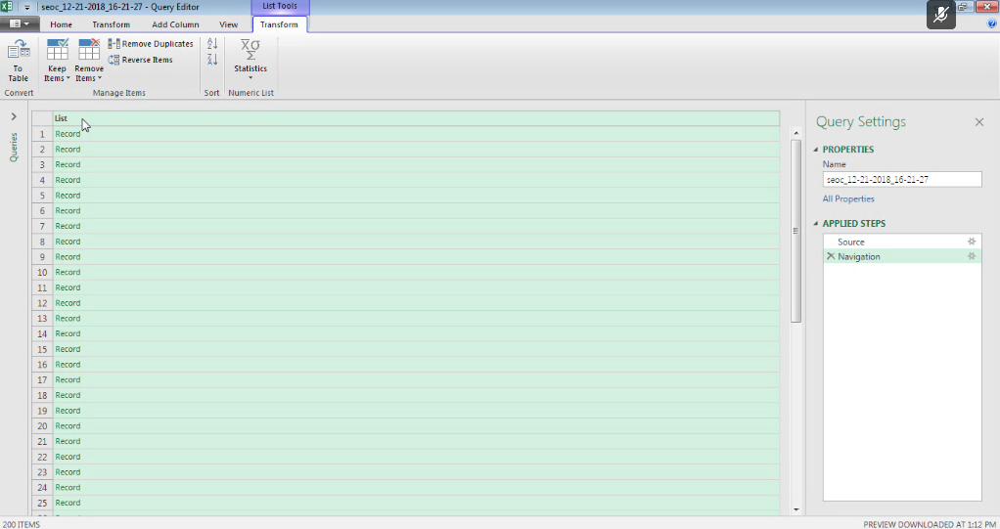 seoc_12-21-2018_16-21-27 - Query Editor
List Tools
Home Transform Add Column View Transform
To Table
Keep Items
Remove Items
Remove Duplicates
Reverse Items
Statistics
Convert Manage Items Sort Numeric List
Queries
List
1 Record
2 Record
3 Record
4 Record
5 Record
6 Record
7 Record
8 Record
9 Record
10 Record
11 Record
12 Record
13 Record
14 Record
15 Record
16 Record
17 Record
18 Record
19 Record
20 Record
21 Record
22 Record
23 Record
24 Record
25 Record
Query Settings
PROPERTIES
Name
seoc_12-21-2018_16-21-27
All Properties
APPLIED STEPS
Source
Navigation
200 ITEMS
PREVIEW DOWNLOADED AT 1:12 PM